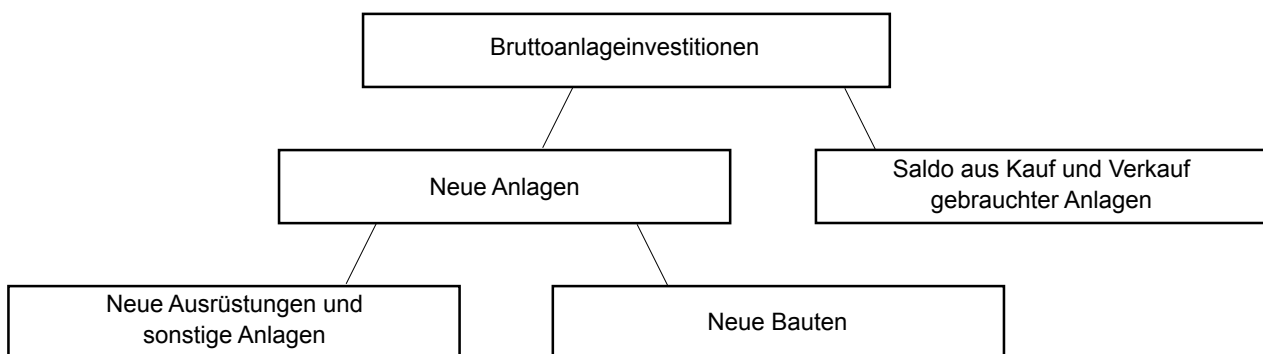 Bruttoanlageinvestitionen
Neue Anlagen
Saldo aus Kauf und Verkauf
gebrauchter Anlagen
Neue Ausrüstungen und
sonstige Anlagen
Neue Bauten